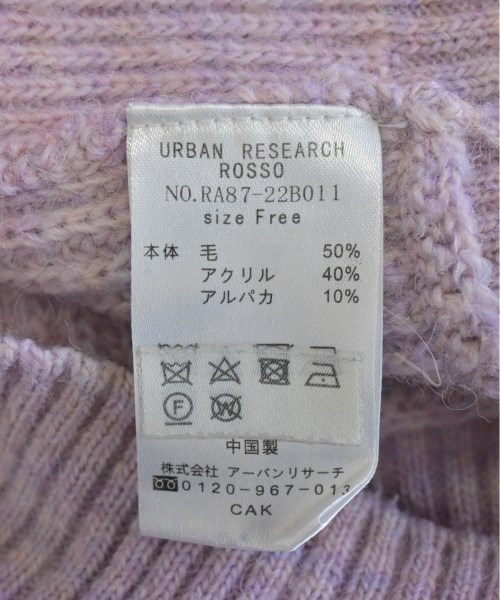 URBAN RESEARCH
ROSSO
NO.RA87-22B011
size Free
本体 毛 50%
アクリル 40%
アルパカ 10%
F W
中国製
株式会社 アーバンリサーチ
0120-967-013
CAK